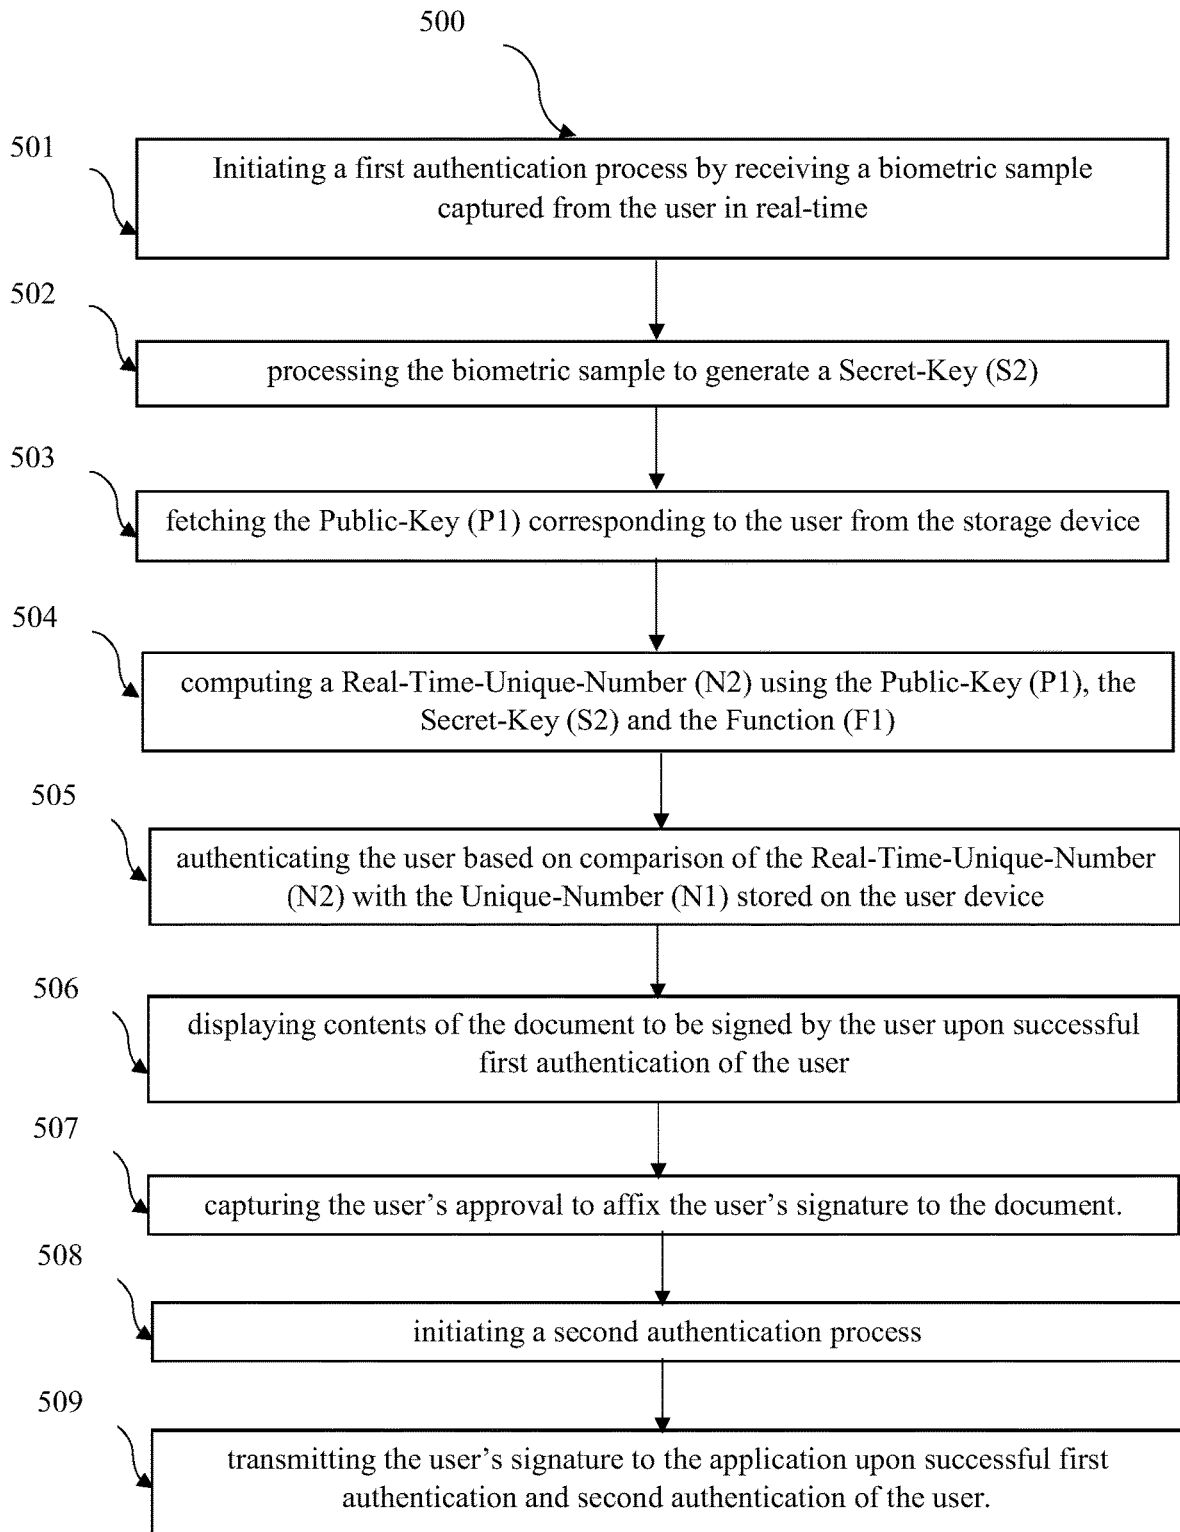 500
501
Initiating a first authentication process by receiving a biometric sample
captured from the user in real-time
502
processing the biometric sample to generate a Secret-Key (S2)
503
fetching the Public-Key (P1) corresponding to the user from the storage device
504
computing a Real-Time-Unique-Number (N2) using the Public-Key (P1), the
Secret-Key (S2) and the Function (F1)
505
authenticating the user based on comparison of the Real-Time-Unique-Number
(N2) with the Unique-Number (N1) stored on the user device
506
displaying contents of the document to be signed by the user upon successful
first authentication of the user
507
capturing the user’s approval to affix the user’s signature to the document.
508
initiating a second authentication process
509
transmitting the user’s signature to the application upon successful first
authentication and second authentication of the user.